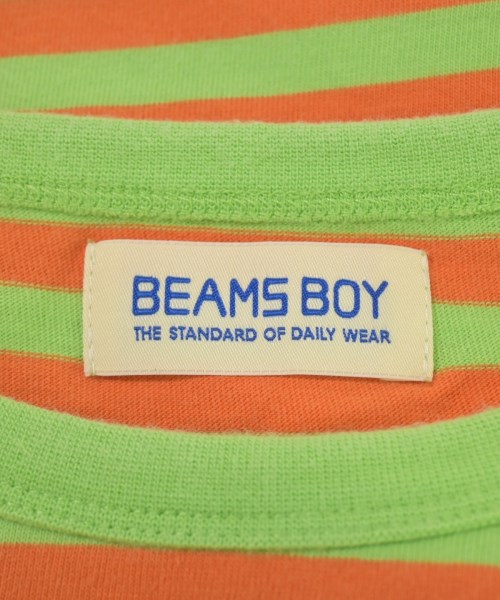 BEAMS BOY
THE STANDARD OF DAILY WEAR